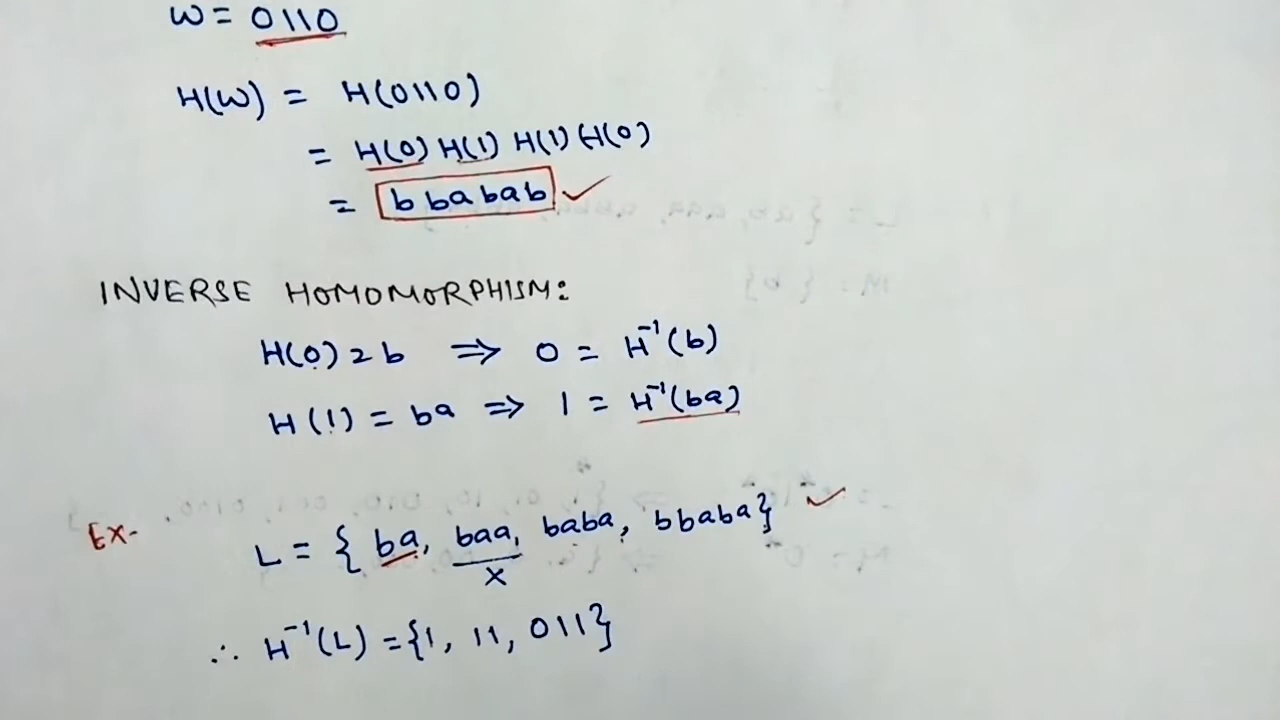 W = 0110
H(W) = H(0110)
= H(0) H(1) H(1) H(0)
= bbabab ✓
INVERSE HOMOMORPHISM:
H(0) = b ⇒ 0 = H⁻¹(b)
H(1) = ba ⇒ 1 = H⁻¹(ba)
Ex- L = { ba, baa, baba, bbaba} ✓
x
∴ H⁻¹(L) = {1, 11, 011}